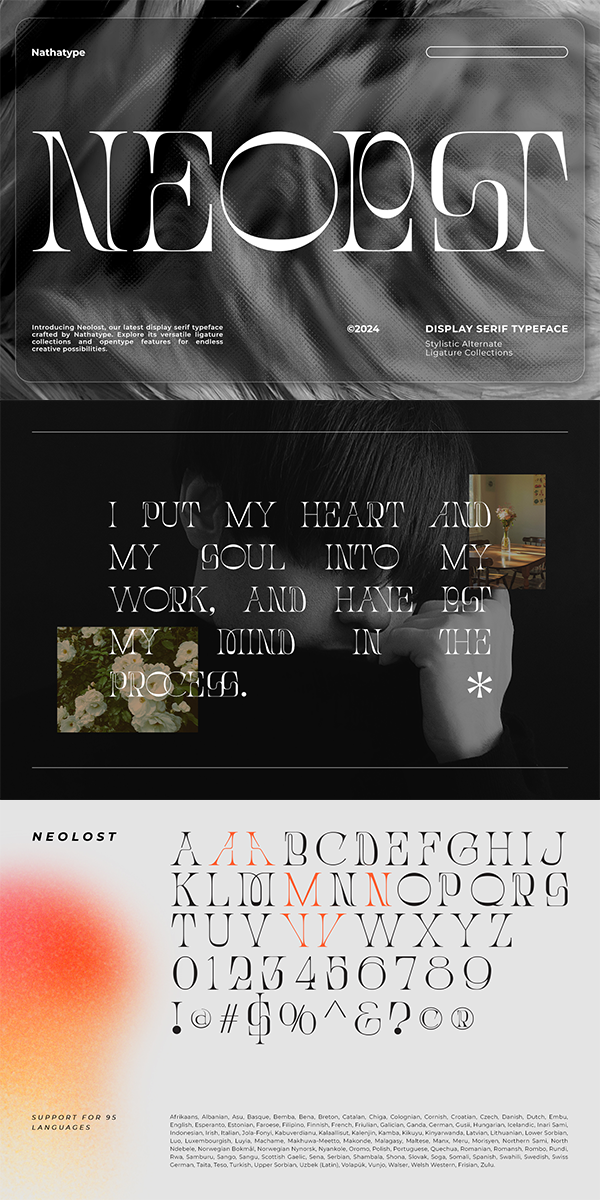 Nathatype
NEOLOST
Introducing Neolost, our latest display serif typeface
crafted by Nathatype. Explore its versatile ligature
collections and opentype features for endless
creative possibilities.
©2024
DISPLAY SERIF TYPEFACE
Stylistic Alternate
Ligature Collections
I PUT MY HEART AND
MY SOUL INTO MY
WORK, AND HAVE LOST
MY MIND IN THE
PROCESS. *
NEOLOST
A A A B C D E F G H I J
K L M M N N O P Q R S
T U V V V W X Y Z
0 1 2 3 4 5 6 7 8 9
! @ # $ % ^ & ? © ®
SUPPORT FOR 95
LANGUAGES
Afrikaans, Albanian, Asu, Basque, Bemba, Bena, Breton, Catalan, Chiga, Colognian, Cornish, Croatian, Czech, Danish, Dutch, Embu,
English, Esperanto, Estonian, Faroese, Filipino, Finnish, French, Friulian, Galician, Ganda, German, Gusii, Hungarian, Icelandic, Inari Sami,
Indonesian, Irish, Italian, Jola-Fonyi, Kabuverdianu, Kalaallisut, Kalenjin, Kamba, Kikuyu, Kinyarwanda, Latvian, Lithuanian, Lower Sorbian,
Luo, Luxembourgish, Luyia, Machame, Makhuwa-Meetto, Makonde, Malagasy, Maltese, Manx, Meru, Morisyen, Northern Sami, North
Ndebele, Norwegian Bokmål, Norwegian Nynorsk, Nyankole, Oromo, Polish, Portuguese, Quechua, Romanian, Romansh, Rombo, Rundi,
Rwa, Samburu, Sango, Sangu, Scottish Gaelic, Sena, Serbian, Shambala, Shona, Slovak, Soga, Somali, Spanish, Swahili, Swedish, Swiss
German, Taita, Teso, Turkish, Upper Sorbian, Uzbek (Latin), Volapük, Vunjo, Walser, Welsh Western, Frisian, Zulu.